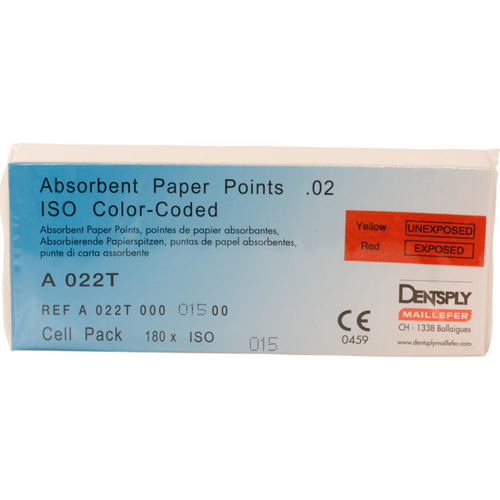 Absorbent Paper Points .02
ISO Color-Coded
Absorbent Paper Points, pointes de papier absorbantes,
Absorbierende Papierspitzen, puntas de papel absorbentes,
punte di carta assorbente
A 022T
REF A 022T 000 015 00
Cell Pack 180 x ISO 015
Yellow UNEXPOSED
Red EXPOSED
CE
0459
DENTSPLY
MAILLEFER
CH - 1338 Ballaigues
www.dentsplymaillefer.com